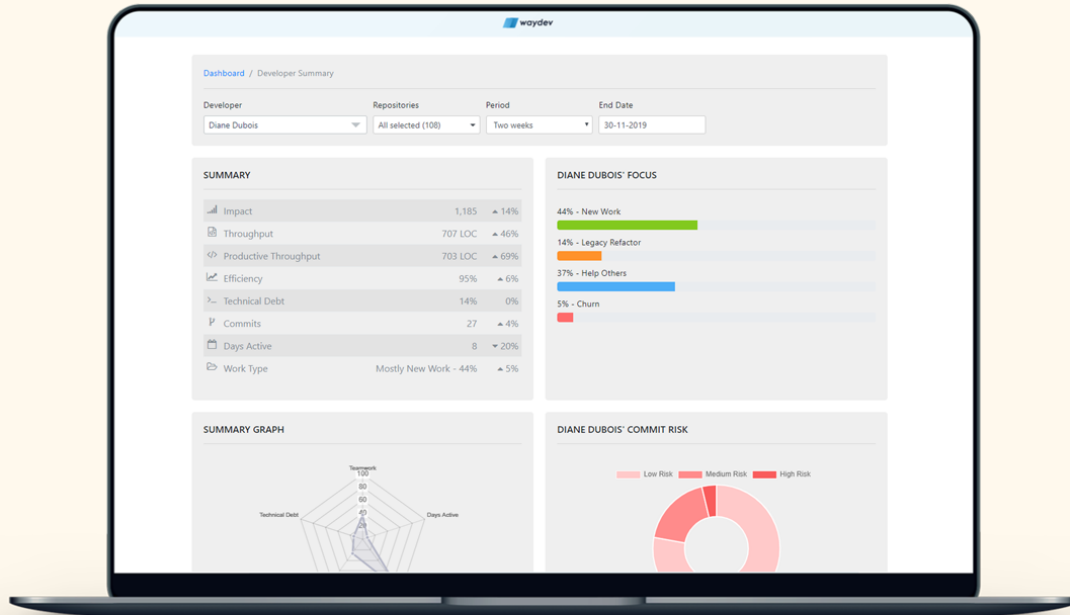 waydev
Dashboard / Developer Summary
Developer Repositories Period End Date
Diane Dubois All selected (108) Two weeks 30-11-2019
SUMMARY
Impact 1,185 14%
Throughput 707 LOC 46%
Productive Throughput 703 LOC 69%
Efficiency 95% 6%
Technical Debt 14% 0%
Commits 27 4%
Days Active 8 20%
Work Type Mostly New Work - 44% 5%
DIANE DUBOIS' FOCUS
44% - New Work
14% - Legacy Refactor
37% - Help Others
5% - Churn
SUMMARY GRAPH
Teamwork
100
80
60
40
Technical Debt Days Active
DIANE DUBOIS' COMMIT RISK
Low Risk Medium Risk High Risk